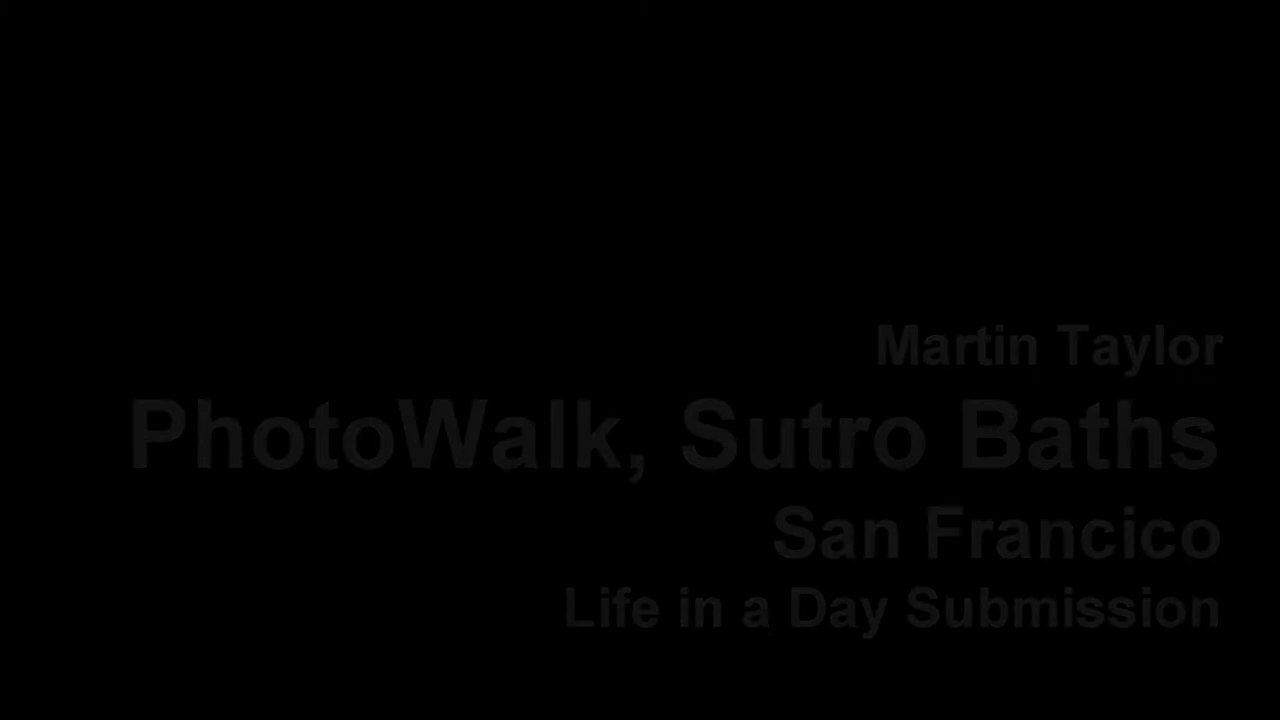 Martin Taylor
PhotoWalk, Sutro Baths
San Francico
Life in a Day Submission